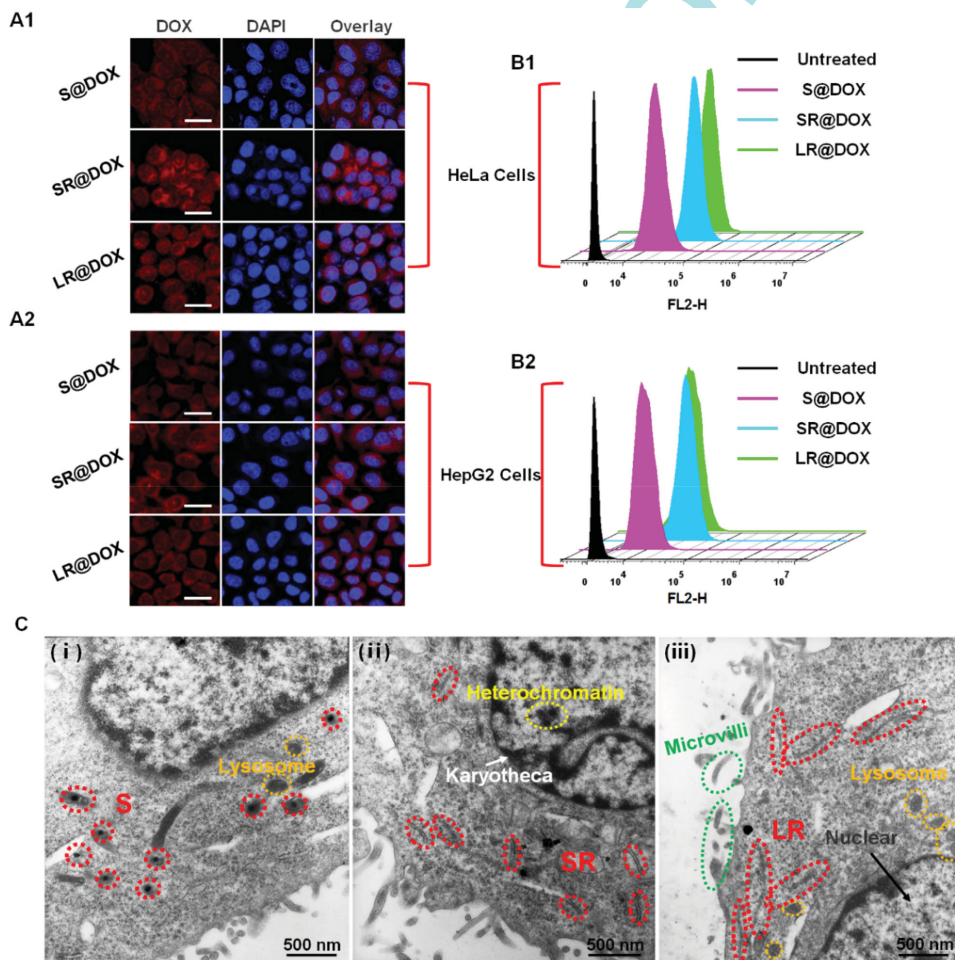 A1
DOX DAPI Overlay
S@DOX
SR@DOX
LR@DOX
HeLa Cells
B1
Untreated
S@DOX
SR@DOX
LR@DOX
0 10^4 10^5 10^6 10^7
FL2-H
A2
S@DOX
SR@DOX
LR@DOX
HepG2 Cells
B2
Untreated
S@DOX
SR@DOX
LR@DOX
0 10^4 10^5 10^6 10^7
FL2-H
C
(i)
Lysosome
S
500 nm
(ii)
Heterochromatin
Karyotheca
SR
500 nm
(iii)
Microvilli
Lysosome
LR
Nuclear
500 nm